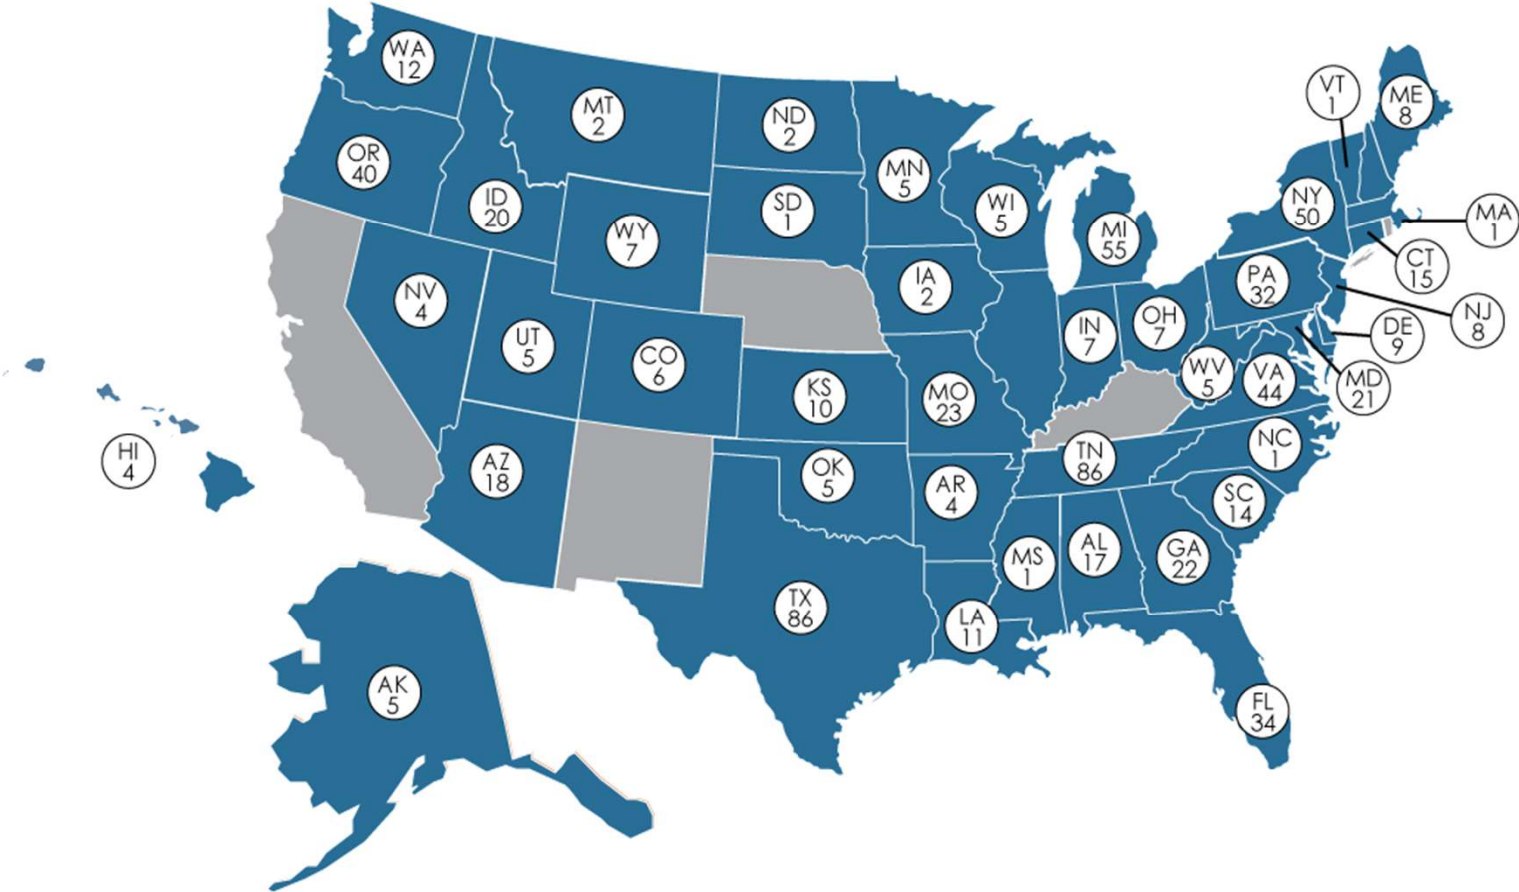 WA
12
OR
40
MT
2
ID
20
WY
7
ND
2
SD
1
MN
5
WI
5
MI
55
VT
1
ME
8
NY
50
MA
1
CT
15
NJ
8
PA
32
DE
9
MD
21
NV
4
UT
5
CO
6
IA
2
IN
7
OH
7
WV
5
VA
44
KS
10
MO
23
HI
4
AZ
18
OK
5
AR
4
TN
86
NC
1
SC
14
MS
1
AL
17
GA
22
TX
86
LA
11
AK
5
FL
34